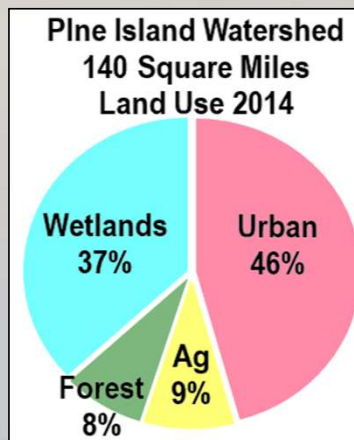 PIne Island Watershed
140 Square Miles
Land Use 2014
Wetlands
37%
Urban
46%
Ag
9%
Forest
8%